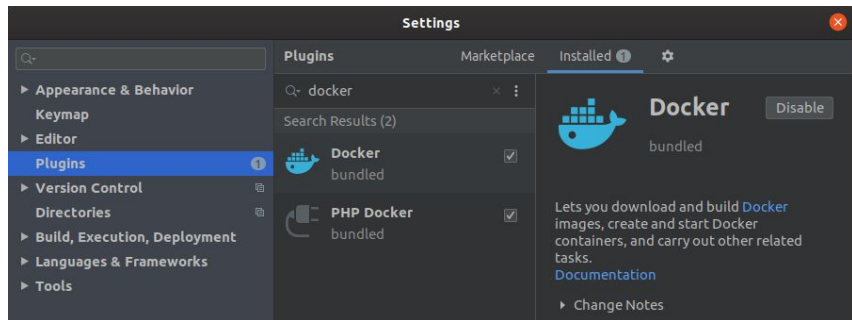 Settings
Appearance & Behavior
Keymap
Editor
Plugins 1
Version Control
Directories
Build, Execution, Deployment
Languages & Frameworks
Tools
Plugins
Marketplace
Installed 1
docker
Search Results (2)
Docker
bundled
PHP Docker
bundled
Docker
Disable
bundled
Lets you download and build Docker
images, create and start Docker
containers, and carry out other related
tasks.
Documentation
Change Notes